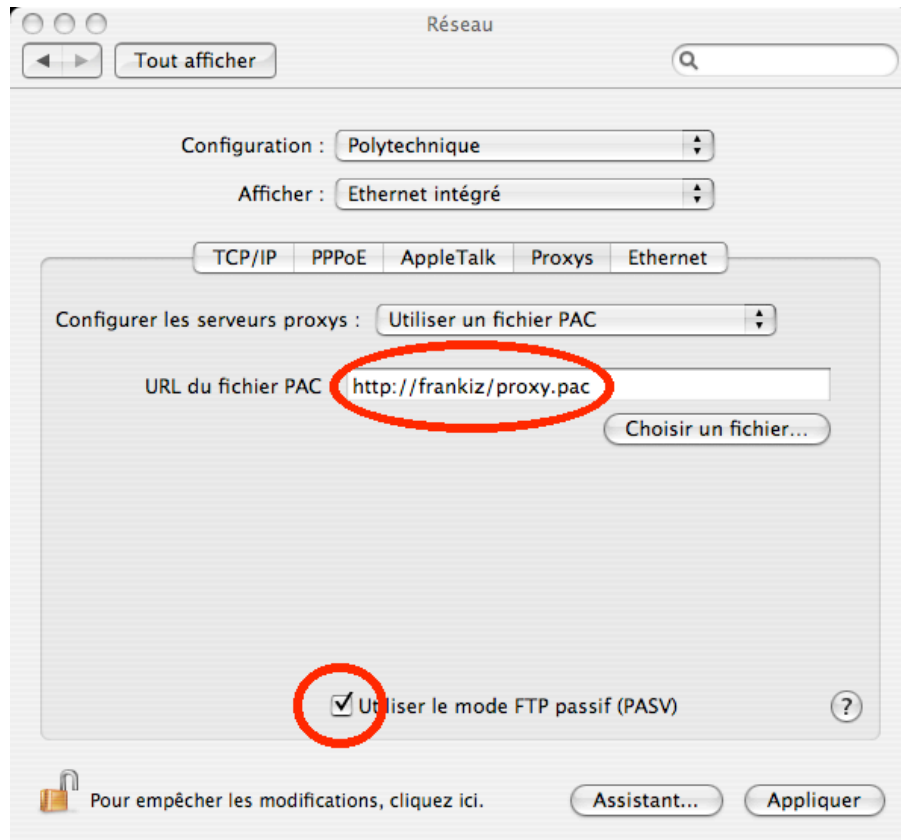 Réseau
Tout afficher
Configuration : Polytechnique
Afficher : Ethernet intégré
TCP/IP PPPoE AppleTalk Proxys Ethernet
Configurer les serveurs proxys : Utiliser un fichier PAC
URL du fichier PAC http://frankiz/proxy.pac
Choisir un fichier...
Utiliser le mode FTP passif (PASV) ?
Pour empêcher les modifications, cliquez ici. Assistant... Appliquer